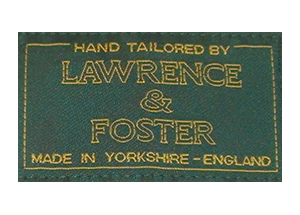 HAND TAILORED BY
LAWRENCE
&
FOSTER
MADE IN YORKSHIRE - ENGLAND